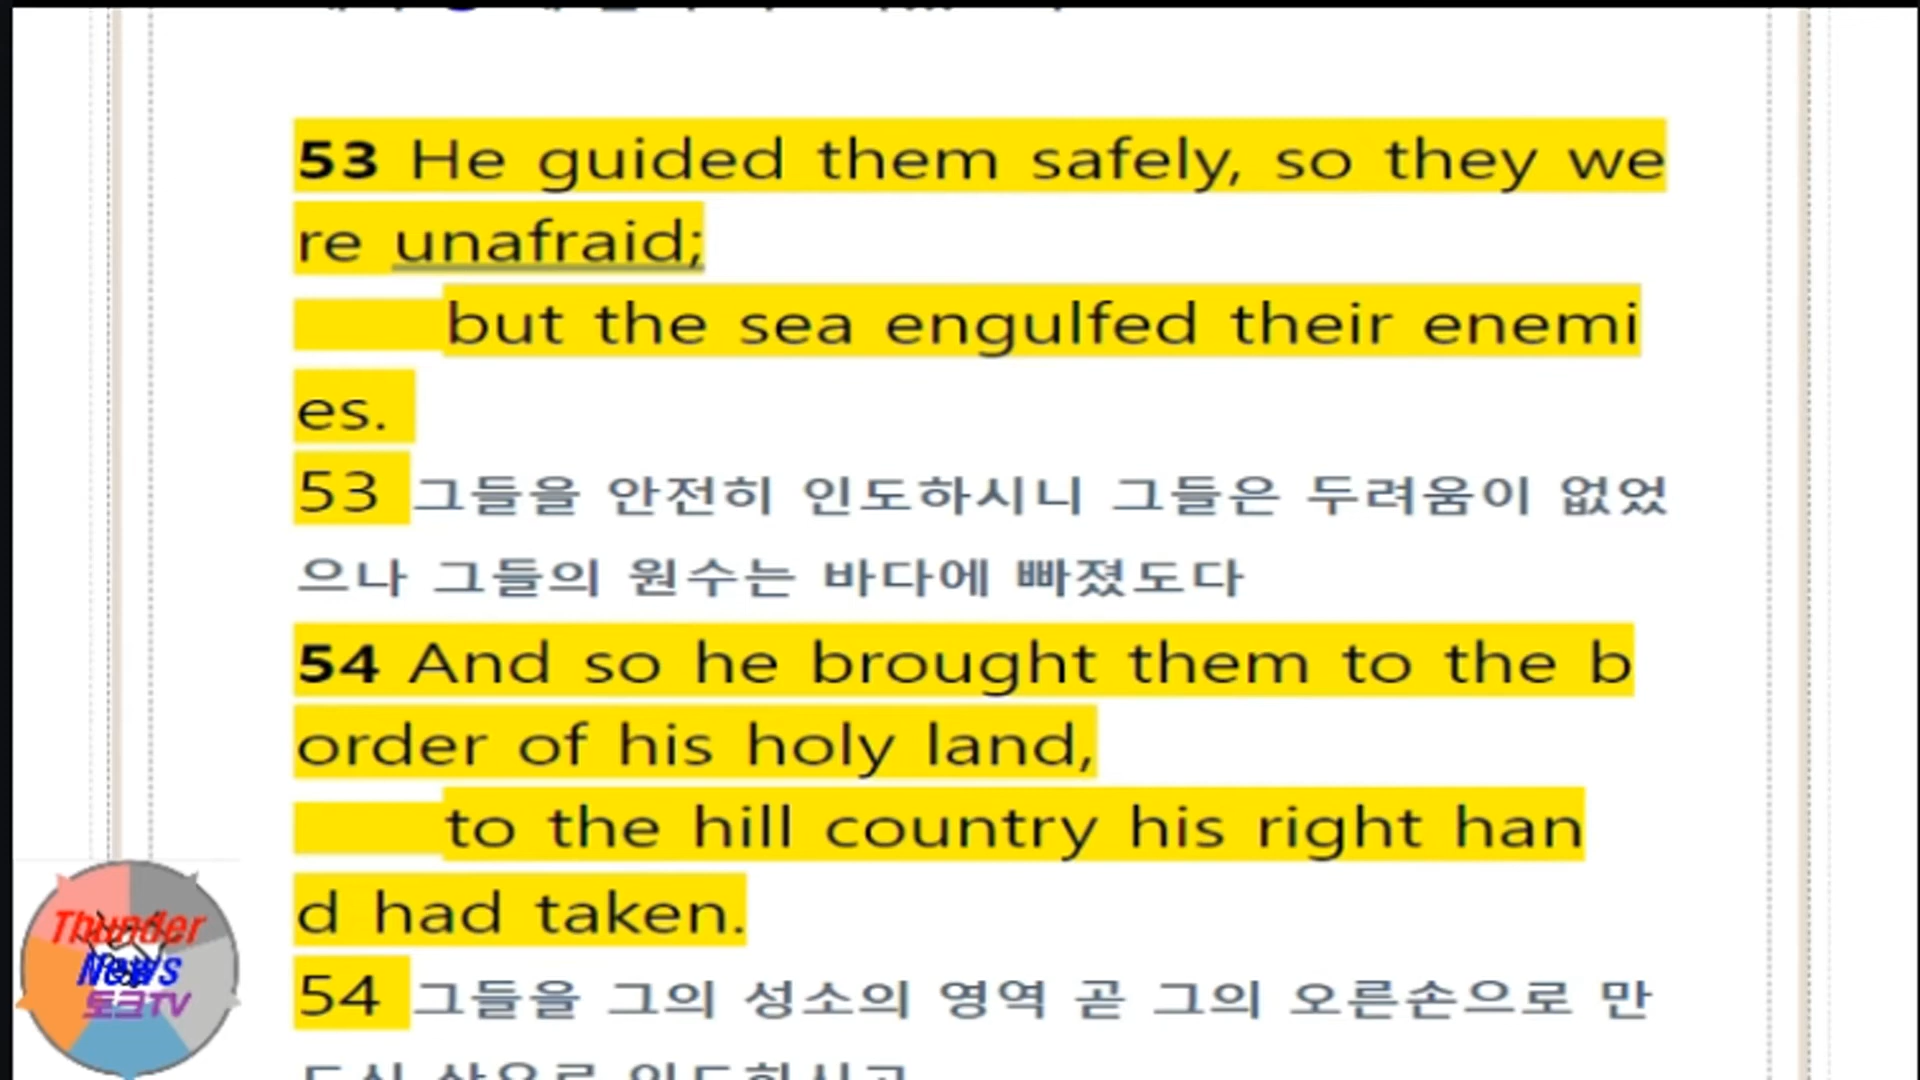 53 He guided them safely, so they we
re unafraid;
but the sea engulfed their enemi
es.
53 그들을 안전히 인도하시니 그들은 두려움이 없었
으나 그들의 원수는 바다에 빠졌도다
54 And so he brought them to the b
order of his holy land,
to the hill country his right han
d had taken.
54 그들을 그의 성소의 영역 곧 그의 오른손으로 만
Thunder
News
토크TV